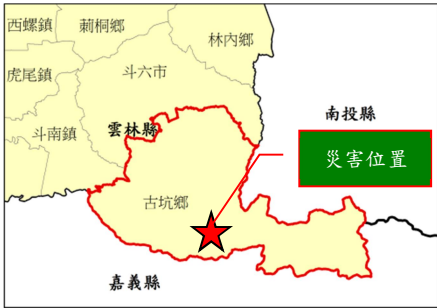 西螺鎮
莿桐鄉
林內鄉
虎尾鎮
斗六市
斗南鎮
雲林縣
南投縣
災害位置
古坑鄉
嘉義縣